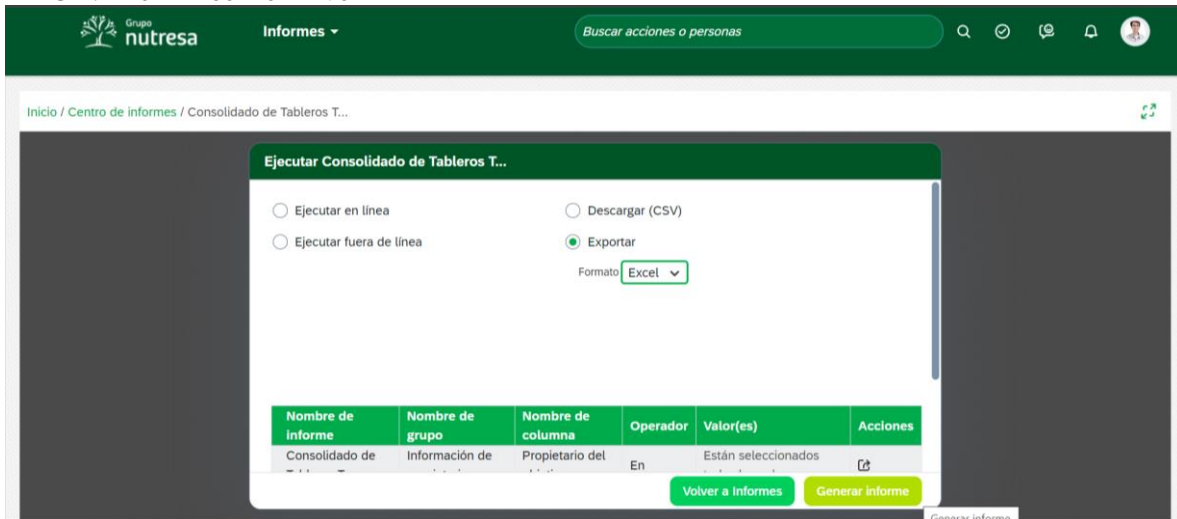 Grupo
nutresa
Informes
Buscar acciones o personas
Inicio / Centro de informes / Consolidado de Tableros T...
Ejecutar Consolidado de Tableros T...
Ejecutar en línea
Descargar (CSV)
Ejecutar fuera de línea
Exportar
Formato Excel
Nombre de informe Nombre de grupo Nombre de columna Operador Valor(es) Acciones
Consolidado de Información de Propietario del En Están seleccionados
Volver a Informes Generar informe
Generar informe